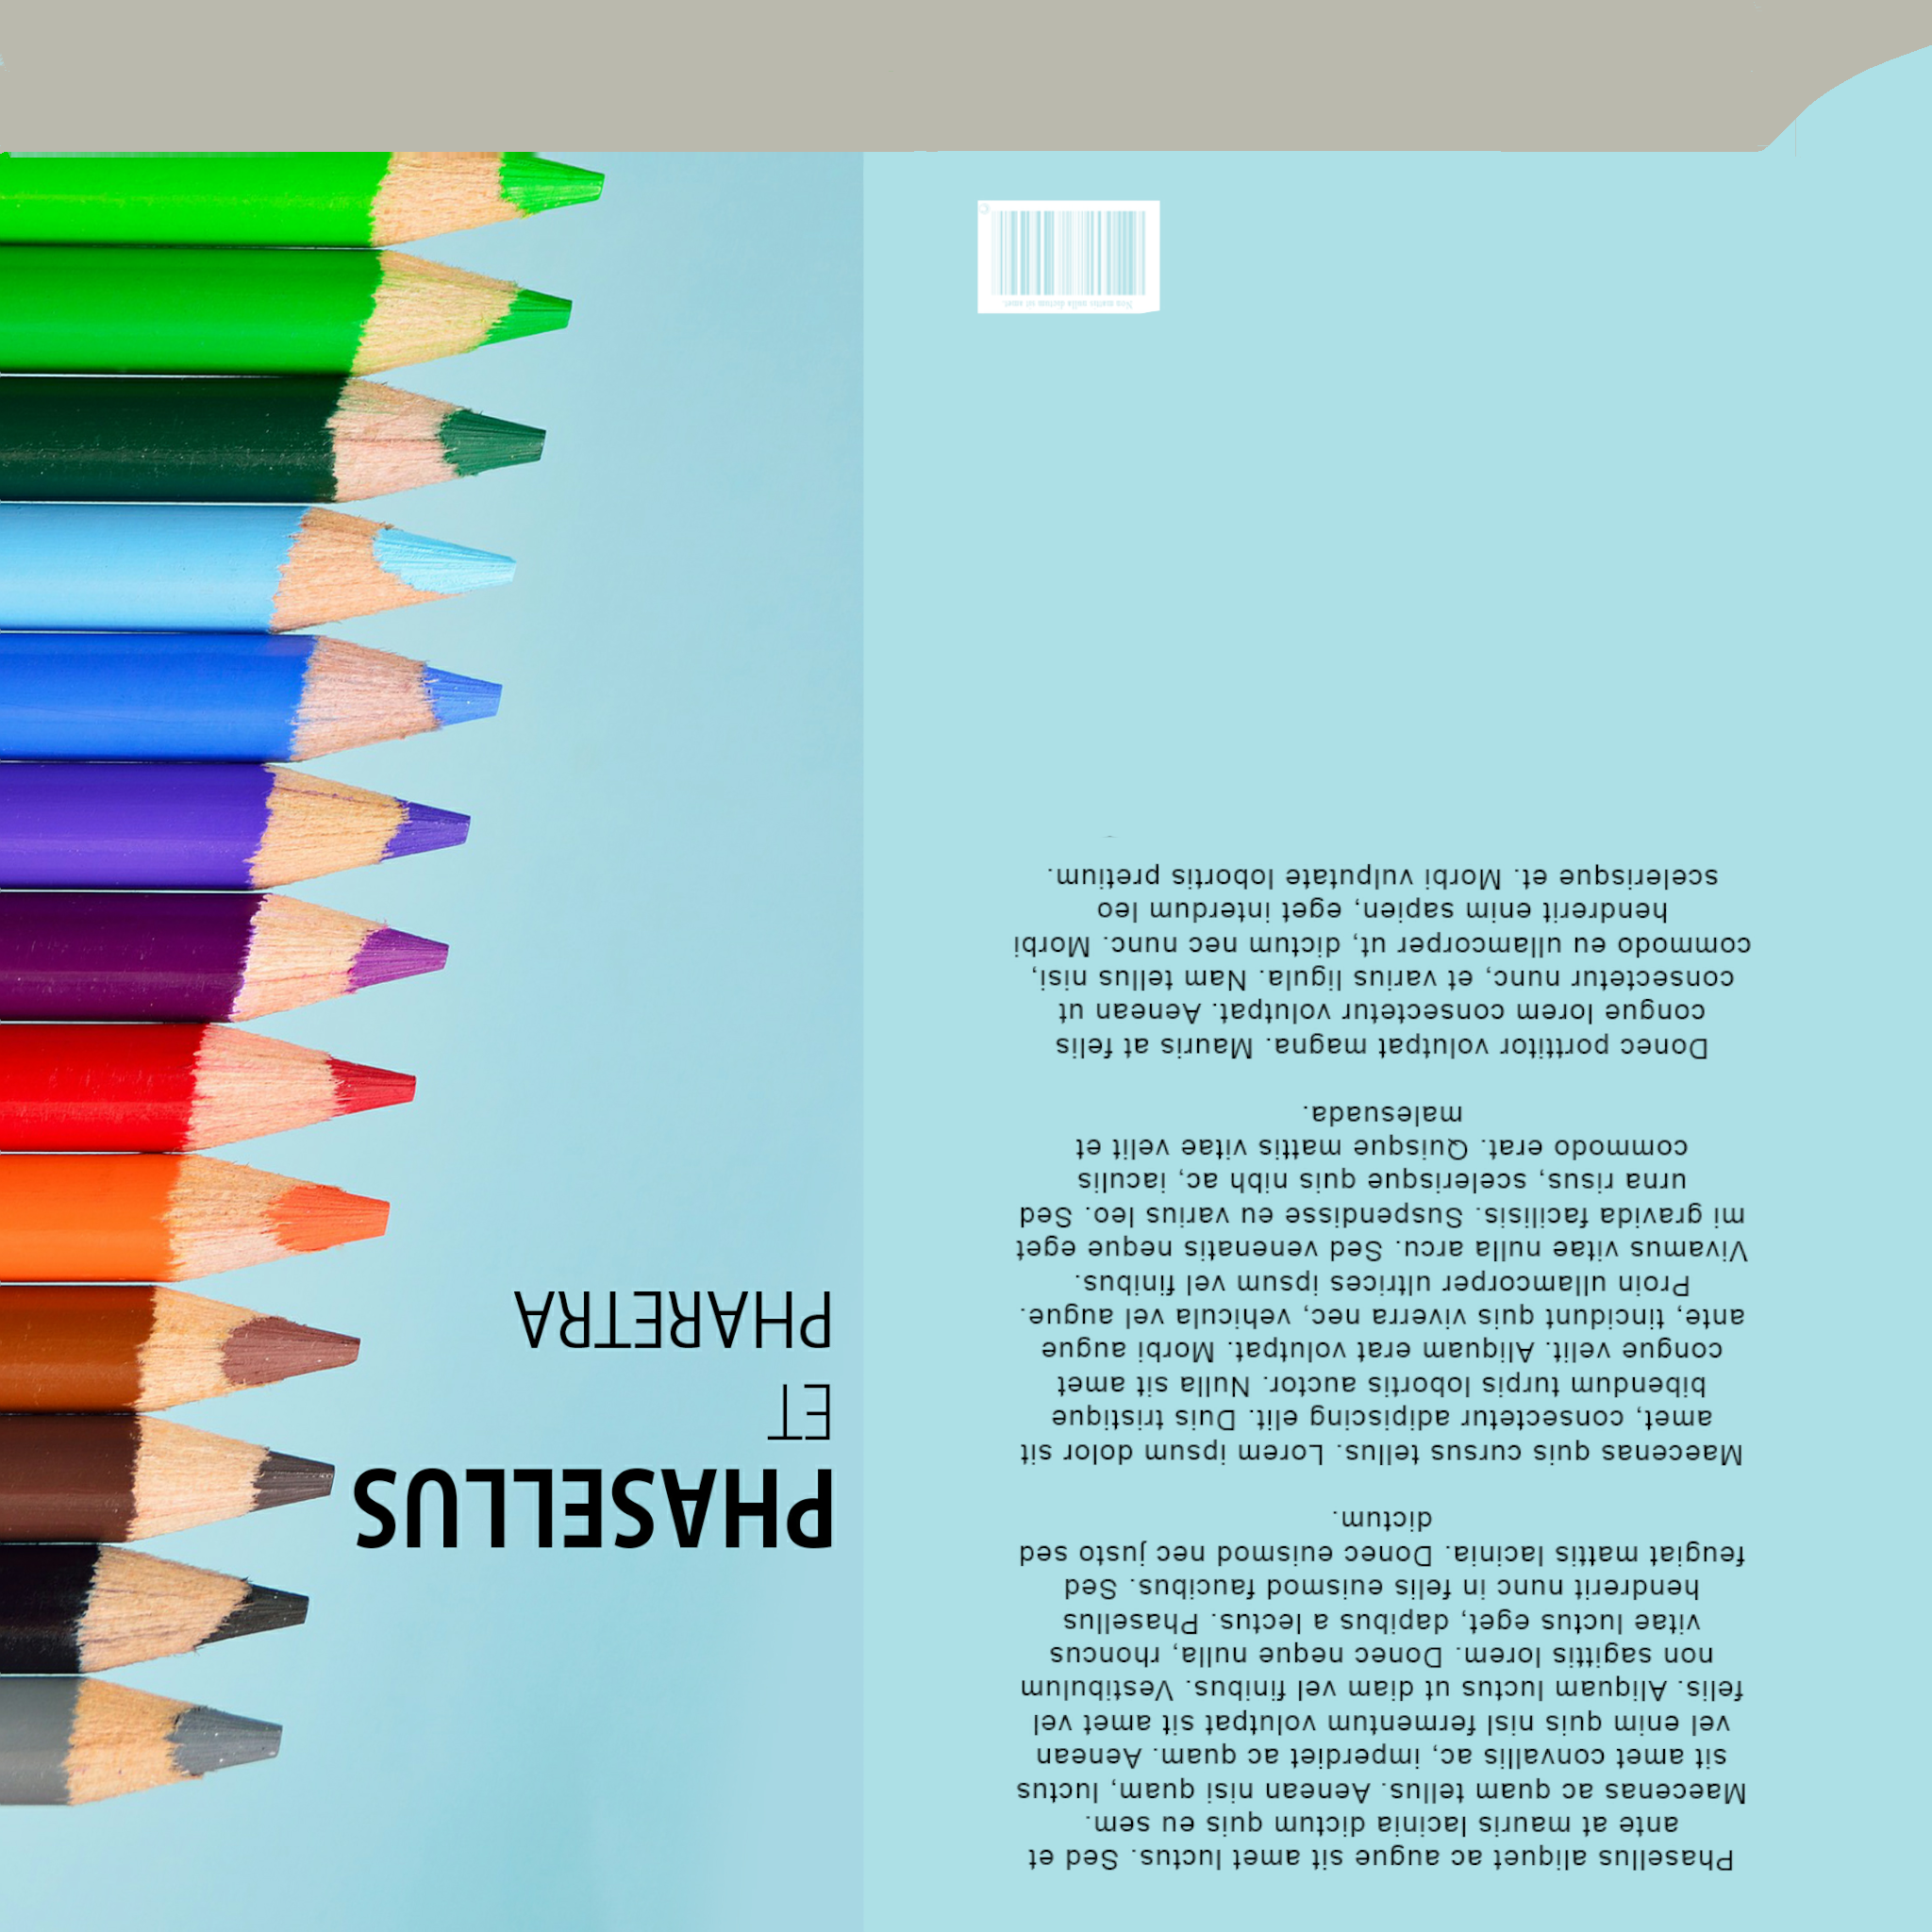 PHASELLUS
ET
PHARETRA
Phasellus aliquet ac augue sit amet luctus. Sed et
ante at mauris lacinia dictum quis eu sem.
Maecenas ac quam tellus. Aenean nisi quam, luctus
sit amet convallis ac, imperdiet ac quam. Aenean
vel enim quis nisl fermentum volutpat sit amet vel
felis. Aliquam luctus ut diam vel finibus. Vestibulum
non sagittis lorem. Donec neque nulla, rhoncus
vitae luctus eget, dapibus a lectus. Phasellus
hendrerit nunc in felis euismod faucibus. Sed
feugiat mattis lacinia. Donec euismod nec justo sed
dictum.
Maecenas quis cursus tellus. Lorem ipsum dolor sit
amet, consectetur adipiscing elit. Duis tristique
bibendum turpis lobortis auctor. Nulla sit amet
congue velit. Aliquam erat volutpat. Morbi augue
ante, tincidunt quis viverra nec, vehicula vel augue.
Proin ullamcorper ultrices ipsum vel finibus.
Vivamus vitae nulla arcu. Sed venenatis neque eget
mi gravida facilisis. Suspendisse eu varius leo. Sed
urna risus, scelerisque quis nibh ac, iaculis
commodo erat. Quisque mattis vitae velit et
malesuada.
Donec porttitor volutpat magna. Mauris at felis
congue lorem consectetur volutpat. Aenean ut
consectetur nunc, et varius ligula. Nam tellus nisi,
commodo eu ullamcorper ut, dictum nec nunc. Morbi
hendrerit enim sapien, eget interdum leo
scelerisque et. Morbi vulputate lobortis pretium.
mattis nulla dictum ut amet.